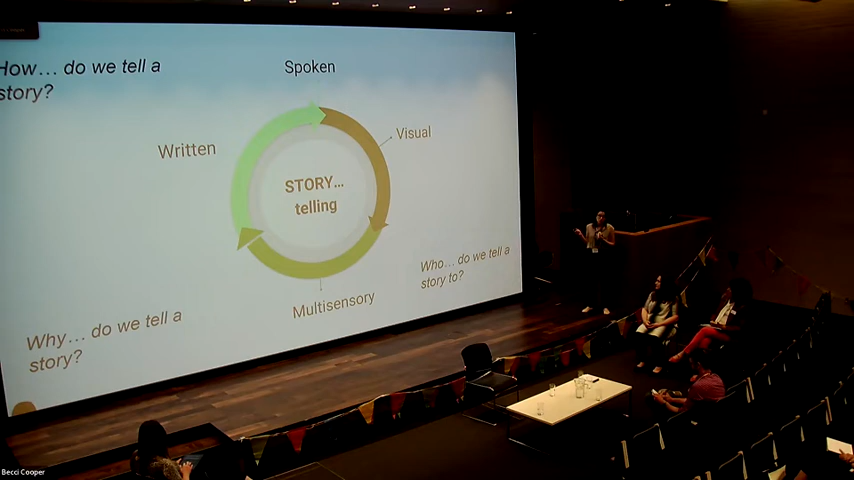 How... do we tell a
story?
Spoken
Written
Visual
STORY...
telling
Multisensory
Who... do we tell a
story to?
Why... do we tell a
story?
Becci Cooper